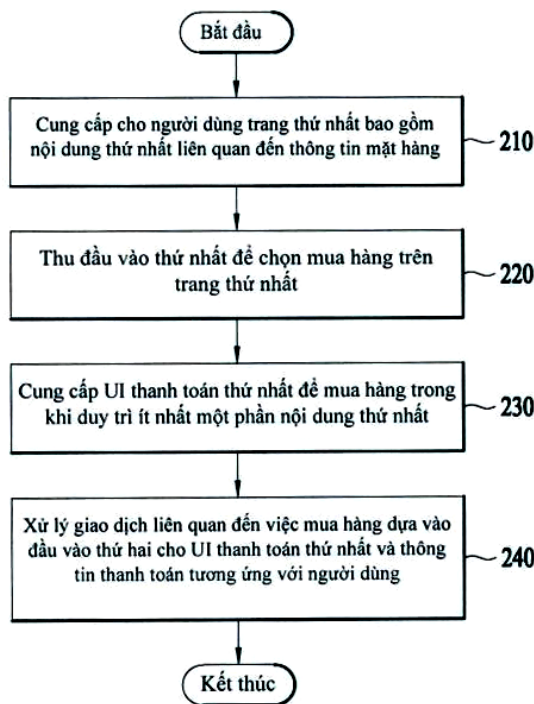 Bắt đầu
Cung cấp cho người dùng trang thứ nhất bao gồm
nội dung thứ nhất liên quan đến thông tin mặt hàng
210
Thu đầu vào thứ nhất để chọn mua hàng trên
trang thứ nhất
220
Cung cấp UI thanh toán thứ nhất để mua hàng trong
khi duy trì ít nhất một phần nội dung thứ nhất
230
Xử lý giao dịch liên quan đến việc mua hàng dựa vào
đầu vào thứ hai cho UI thanh toán thứ nhất và thông
tin thanh toán tương ứng với người dùng
240
Kết thúc